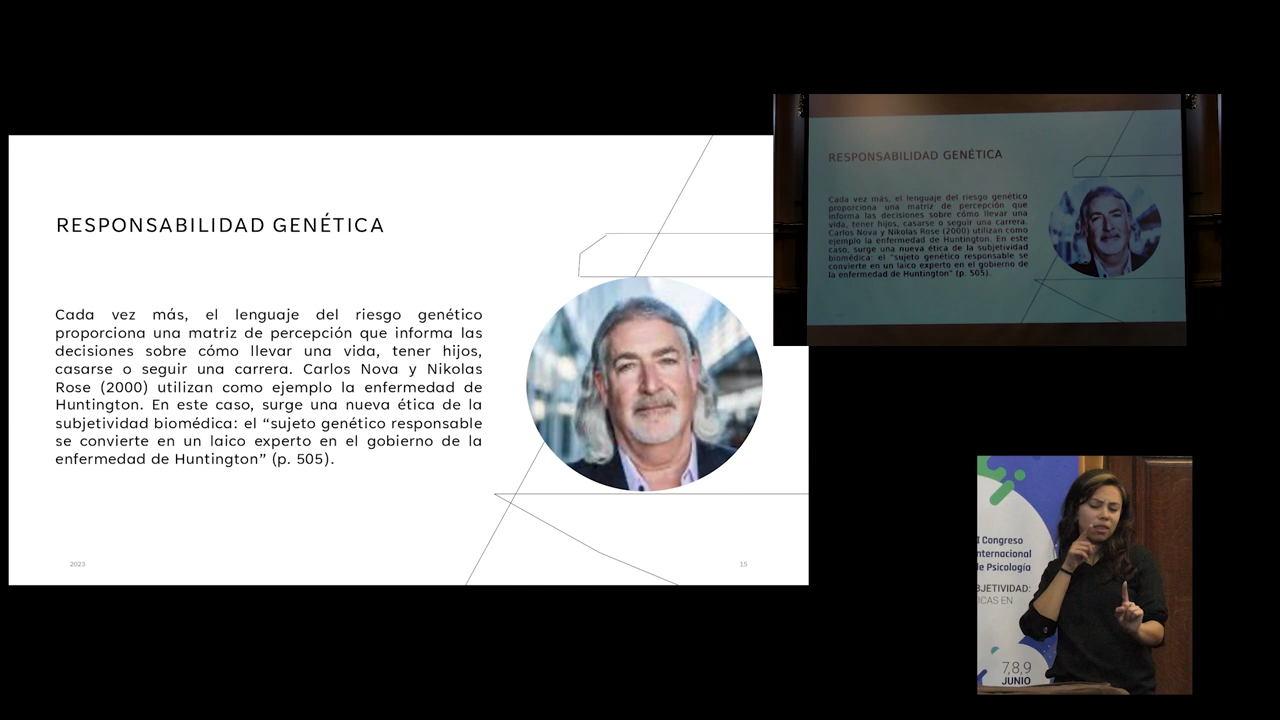 RESPONSABILIDAD GENÉTICA
Cada vez más, el lenguaje del riesgo genético
proporciona una matriz de percepción que informa las
decisiones sobre cómo llevar una vida, tener hijos,
casarse o seguir una carrera. Carlos Nova y Nikolas
Rose (2000) utilizan como ejemplo la enfermedad de
Huntington. En este caso, surge una nueva ética de la
subjetividad biomédica: el “sujeto genético responsable
se convierte en un laico experto en el gobierno de la
enfermedad de Huntington” (p. 505).
2023
15
RESPONSABILIDAD GENÉTICA
Cada vez más, el lenguaje del riesgo genético
proporciona una matriz de percepción que
informa las decisiones sobre cómo llevar una
vida, tener hijos, casarse o seguir una carrera.
Carlos Nova y Nikolas Rose (2000) utilizan como
ejemplo la enfermedad de Huntington. En este
caso, surge una nueva ética de la subjetividad
biomédica: el “sujeto genético responsable se
convierte en un laico experto en el gobierno de
la enfermedad de Huntington” (p. 505).
I Congreso
nternacional
de Psicología
BJETIVIDAD:
ICAS EN
7,8,9
JUNIO